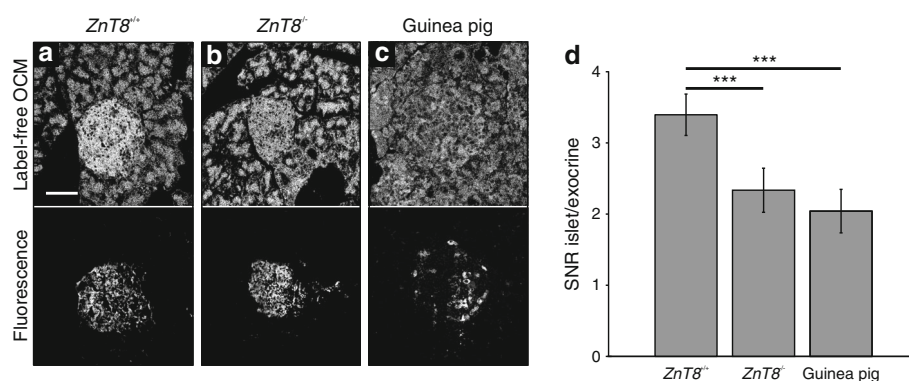 ZnT8+/+
ZnT8-/-
Guinea pig
a
b
c
d
Label-free OCM
Fluorescence
SNR islet/exocrine
4
3
2
1
0
***
***
ZnT8+/+
ZnT8-/-
Guinea pig